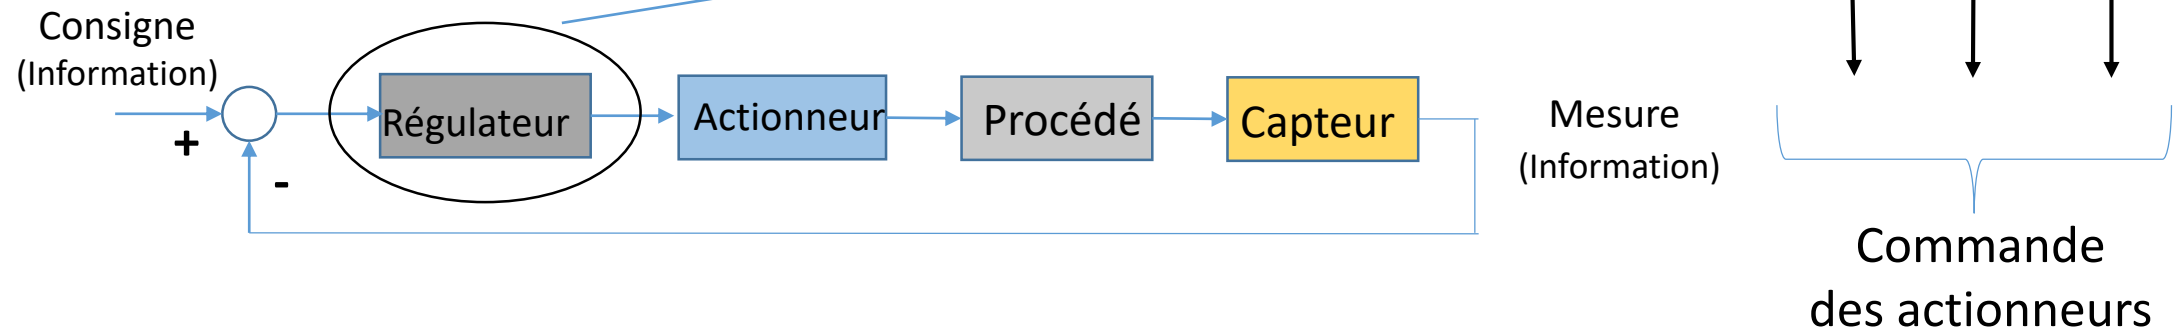 Consigne
(Information)
+
-
Régulateur
Actionneur
Procédé
Capteur
Mesure
(Information)
Commande
des actionneurs